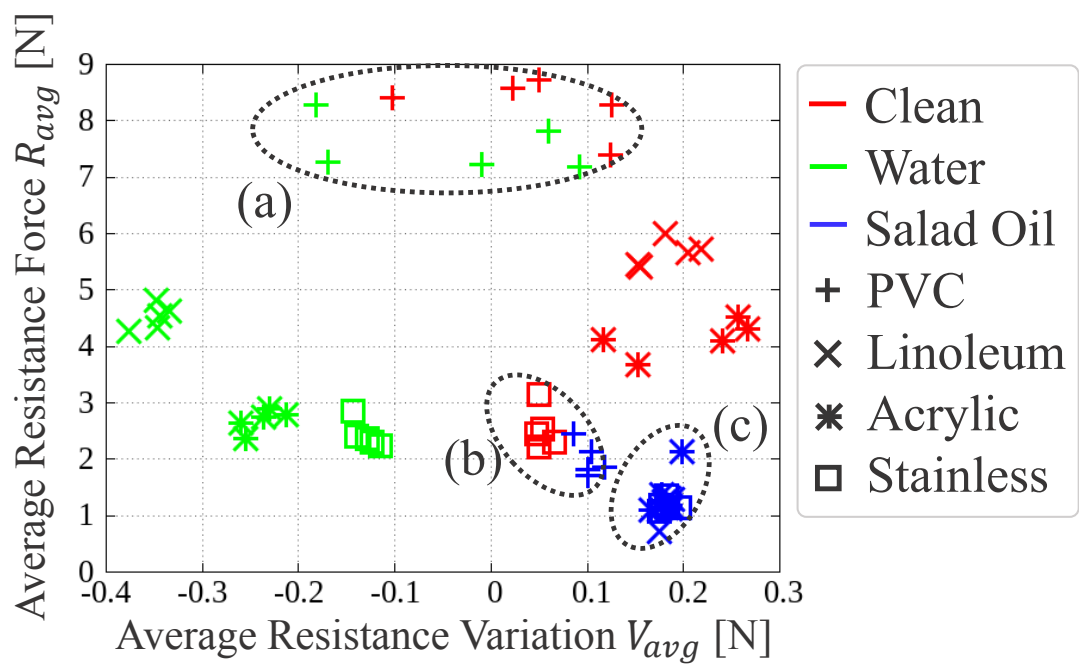 Average Resistance Force R_avg [N]
9
8
7
6
5
4
3
2
1
0
-0.4
-0.3
-0.2
-0.1
0
0.1
0.2
0.3
Average Resistance Variation V_avg [N]
(a)
(b)
(c)
Clean
Water
Salad Oil
PVC
Linoleum
Acrylic
Stainless